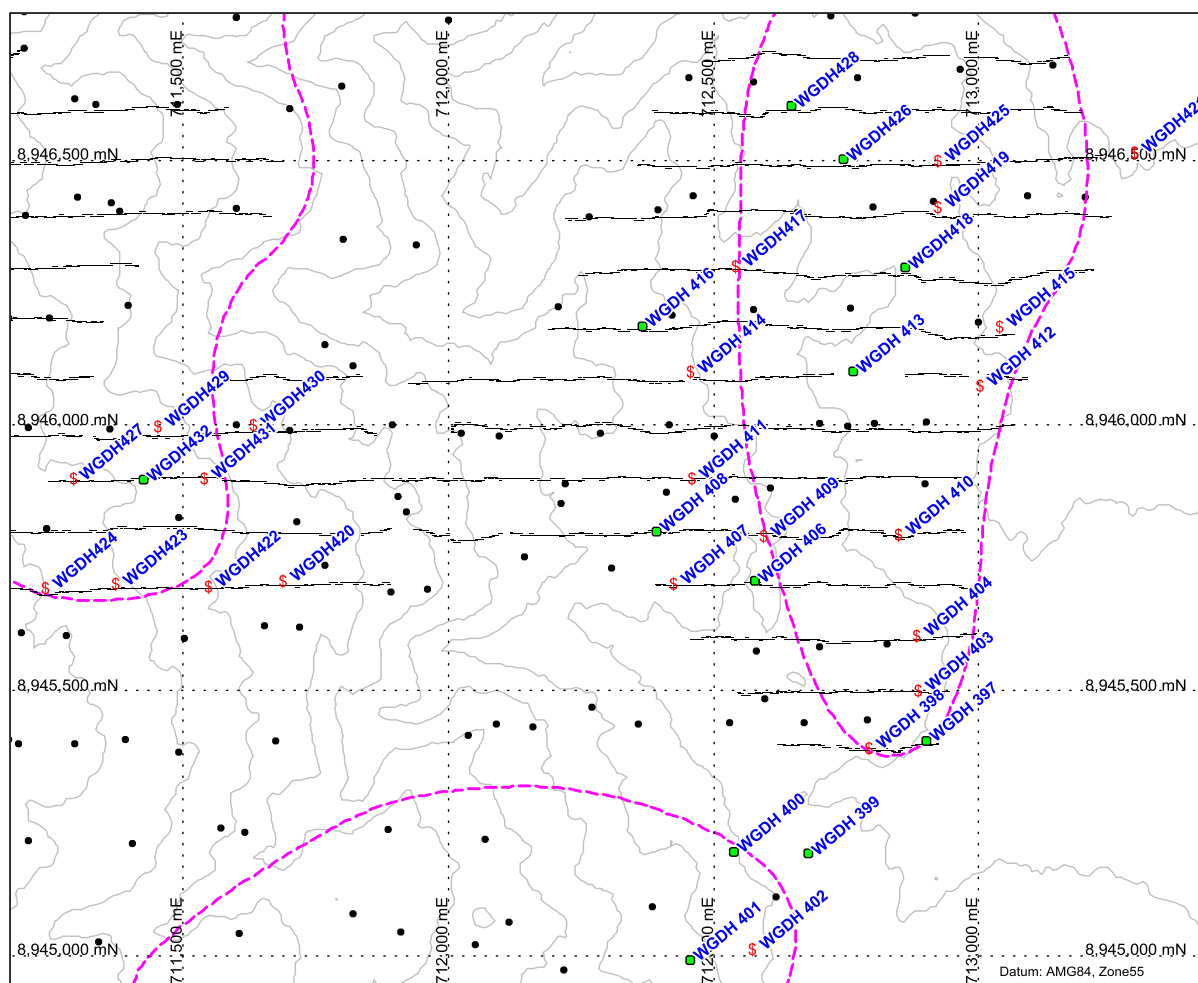 711,500 mE
712,000 mE
712,500 mE
713,000 mE
WGDH428
WGDH426
$ WGDH425
$ WGDH42
8,946,500 mN
8,946,500 mN
$ WGDH419
$ WGDH417
WGDH418
WGDH 416
$ WGDH 415
$ WGDH 414
WGDH 413
$ WGDH 412
$ WGDH429
$ WGDH430
8,946,000 mN
8,946,000 mN
$ WGDH427
WGDH432
$ WGDH431
$ WGDH 411
WGDH 408
$ WGDH 409
$ WGDH 410
$ WGDH424
$ WGDH423
$ WGDH422
$ WGDH420
$ WGDH 407
WGDH 406
$ WGDH 404
$ WGDH 403
8,945,500 mN
8,945,500 mN
$ WGDH 398
WGDH 397
WGDH 400
WGDH 399
WGDH 401
$ WGDH 402
711,500 mE
712,000 mE
mE
713,000 mE
8,945,000 mN
8,945,000 mN
Datum: AMG84, Zone55